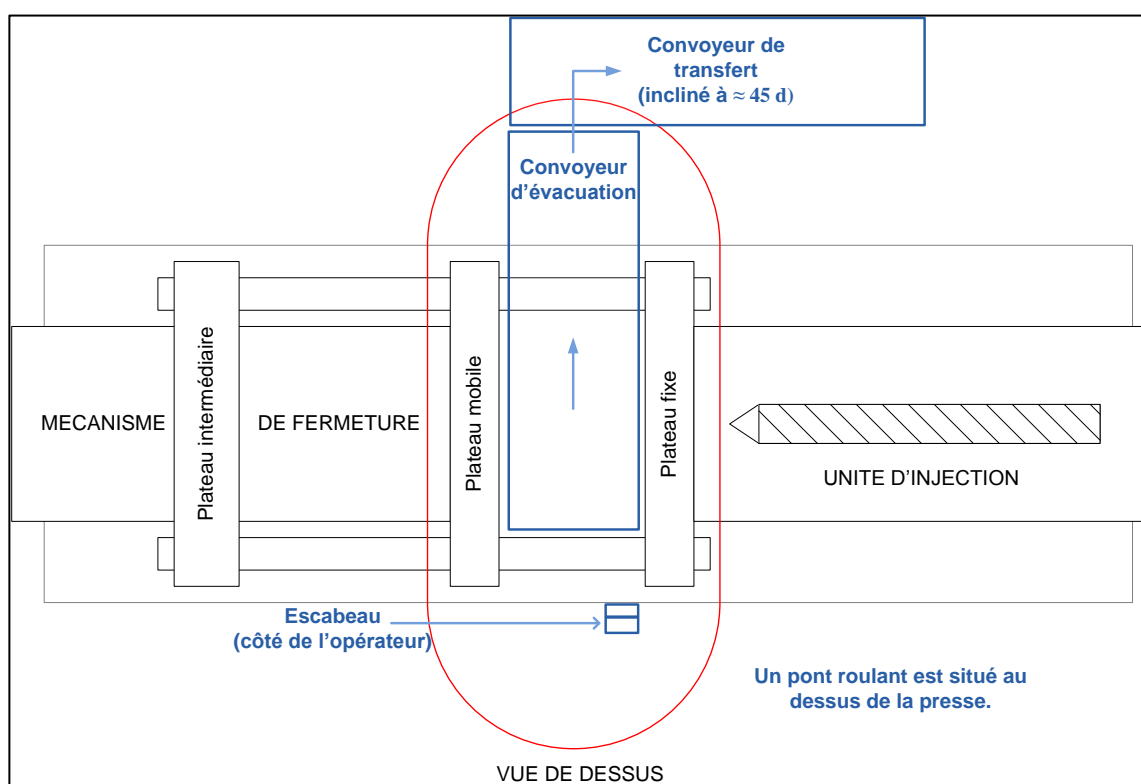 Convoyeur de
transfert
(incliné à ≈ 45 d)
Convoyeur
d’évacuation
MECANISME
Plateau intermédiaire
DE FERMETURE
Plateau mobile
Plateau fixe
UNITE D’INJECTION
Escabeau
(côté de l’opérateur)
Un pont roulant est situé au
dessus de la presse.
VUE DE DESSUS